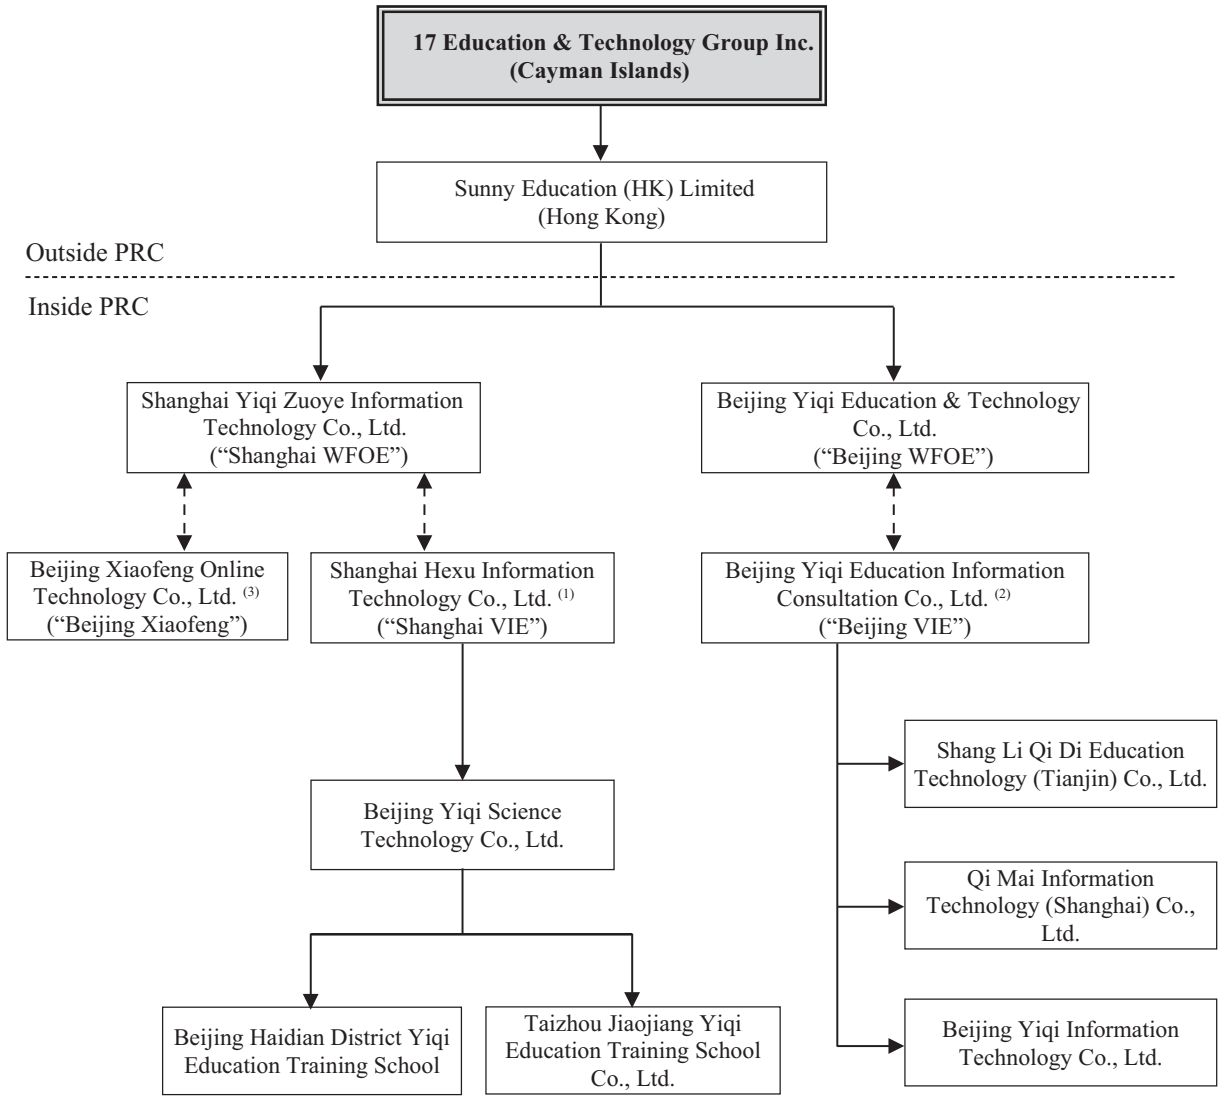 17 Education & Technology Group Inc.
(Cayman Islands)
Sunny Education (HK) Limited
(Hong Kong)
Outside PRC
Inside PRC
Shanghai Yiqi Zuoye Information
Technology Co., Ltd.
(“Shanghai WFOE”)
Beijing Yiqi Education & Technology
Co., Ltd.
(“Beijing WFOE”)
Beijing Xiaofeng Online
Technology Co., Ltd. (3)
(“Beijing Xiaofeng”)
Shanghai Hexu Information
Technology Co., Ltd. (1)
(“Shanghai VIE”)
Beijing Yiqi Education Information
Consultation Co., Ltd. (2)
(“Beijing VIE”)
Shang Li Qi Di Education
Technology (Tianjin) Co., Ltd.
Beijing Yiqi Science
Technology Co., Ltd.
Qi Mai Information
Technology (Shanghai) Co.,
Ltd.
Beijing Haidian District Yiqi
Education Training School
Taizhou Jiaojiang Yiqi
Education Training School
Co., Ltd.
Beijing Yiqi Information
Technology Co., Ltd.